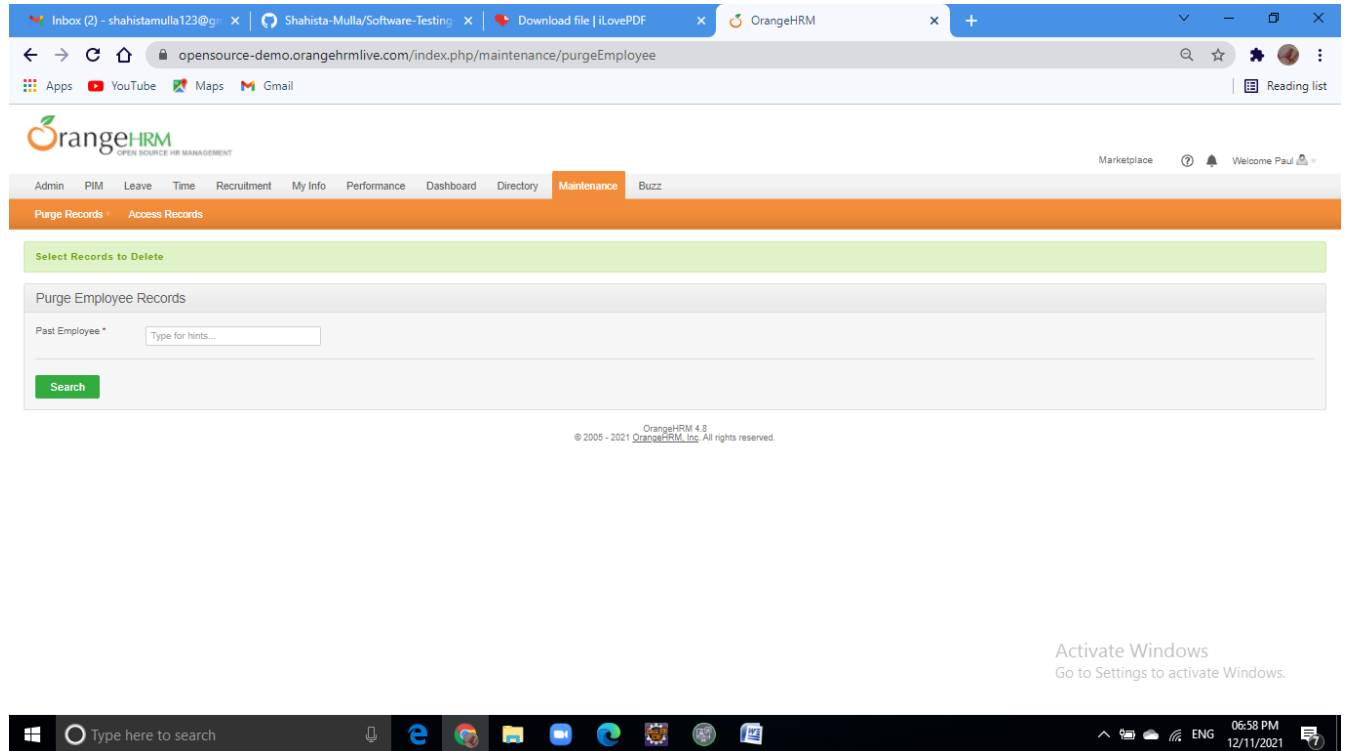 Inbox (2) - shahistamulla123@gm
Shahista-Mulla/Software-Testing
Download file | iLovePDF
OrangeHRM
opensource-demo.orangehrmlive.com/index.php/maintenance/purgeEmployee
Apps YouTube Maps Gmail Reading list
OrangeHRM
OPEN SOURCE HR MANAGEMENT
Marketplace Welcome Paul
Admin PIM Leave Time Recruitment My Info Performance Dashboard Directory Maintenance Buzz
Purge Records Access Records
Select Records to Delete
Purge Employee Records
Past Employee * Type for hints...
Search
OrangeHRM 4.8
© 2005 - 2021 OrangeHRM, Inc. All rights reserved.
Activate Windows
Go to Settings to activate Windows.
Type here to search
ENG
06:58 PM
12/11/2021
7